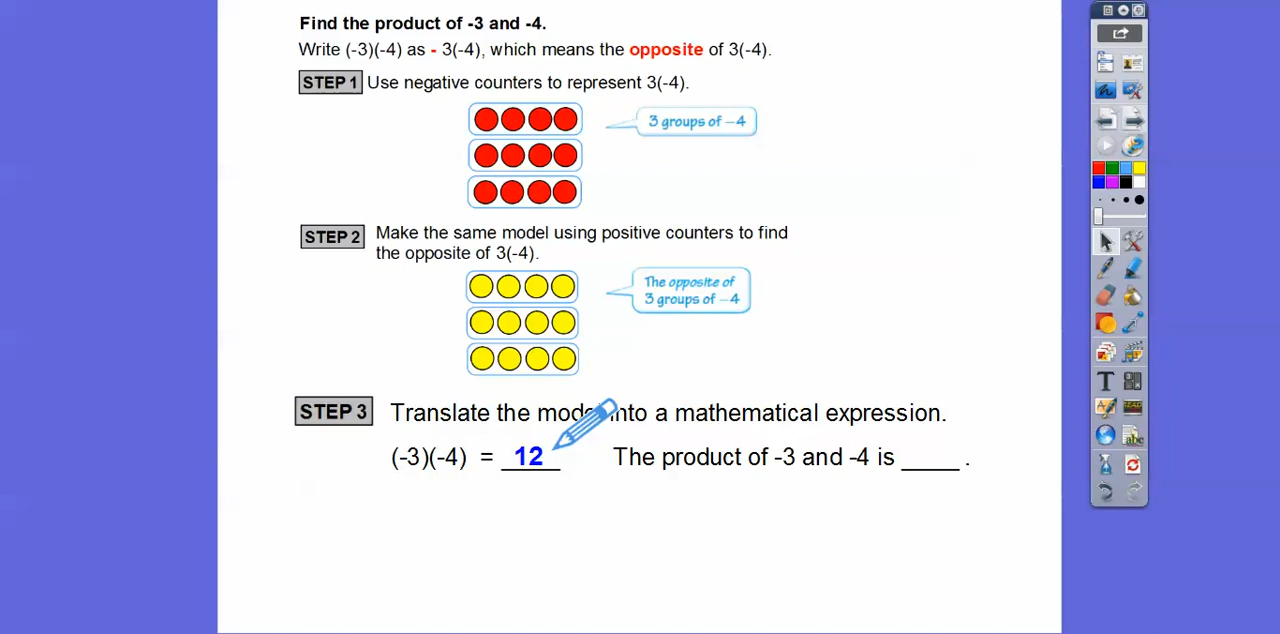 Find the product of -3 and -4.
Write (-3)(-4) as - 3(-4), which means the opposite of 3(-4).
STEP 1 Use negative counters to represent 3(-4).
3 groups of −4
STEP 2 Make the same model using positive counters to find
the opposite of 3(-4).
The opposite of
3 groups of −4
STEP 3 Translate the model into a mathematical expression.
(-3)(-4) = 12 The product of -3 and -4 is _____ .
T
abc